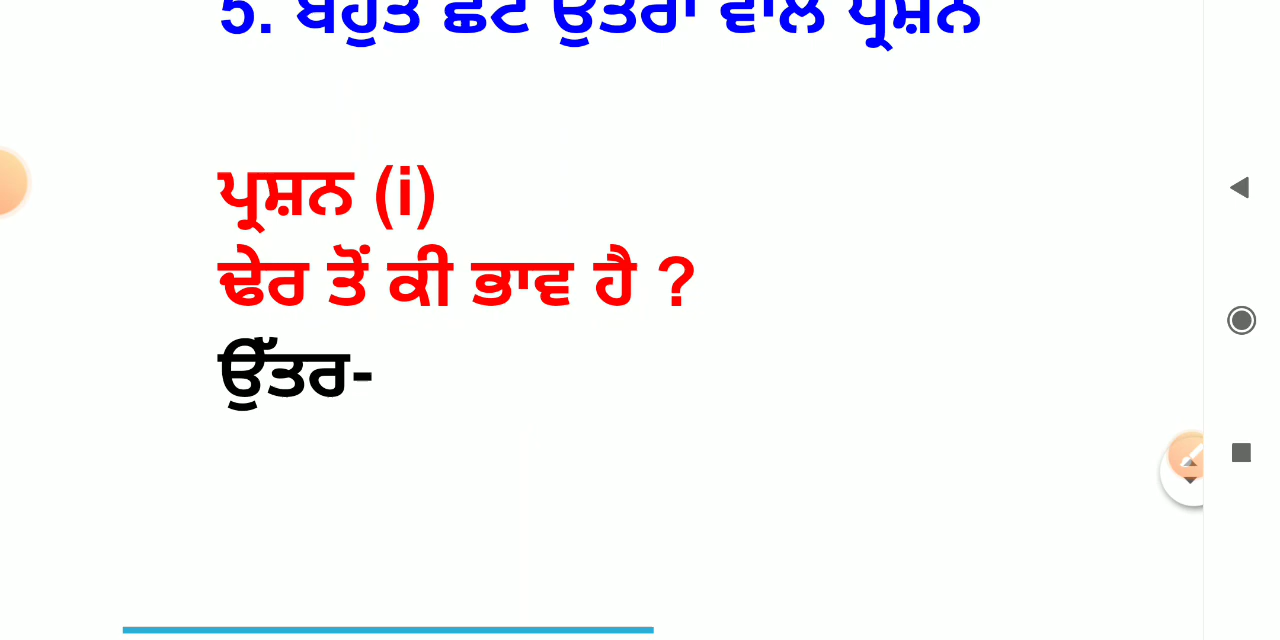 5. ਬਹੁਤ ਛੋਟੇ ਉੱਤਰਾਂ ਵਾਲੇ ਪ੍ਰਸ਼ਨ
ਪ੍ਰਸ਼ਨ (i)
ਢੇਰ ਤੋਂ ਕੀ ਭਾਵ ਹੈ ?
ਉੱਤਰ-